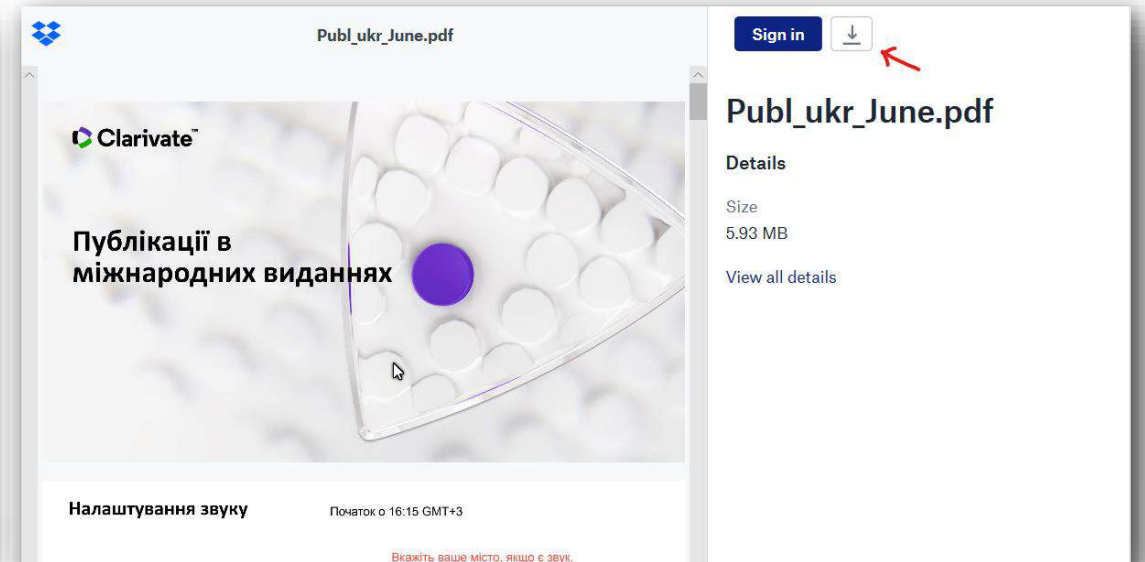 Publ_ukr_June.pdf
Sign in
Clarivate™
Публікації в
міжнародних виданнях
Налаштування звуку
Початок о 16:15 GMT+3
Вкажіть ваше місто, якщо є звук.
Publ_ukr_June.pdf
Details
Size
5.93 MB
View all details